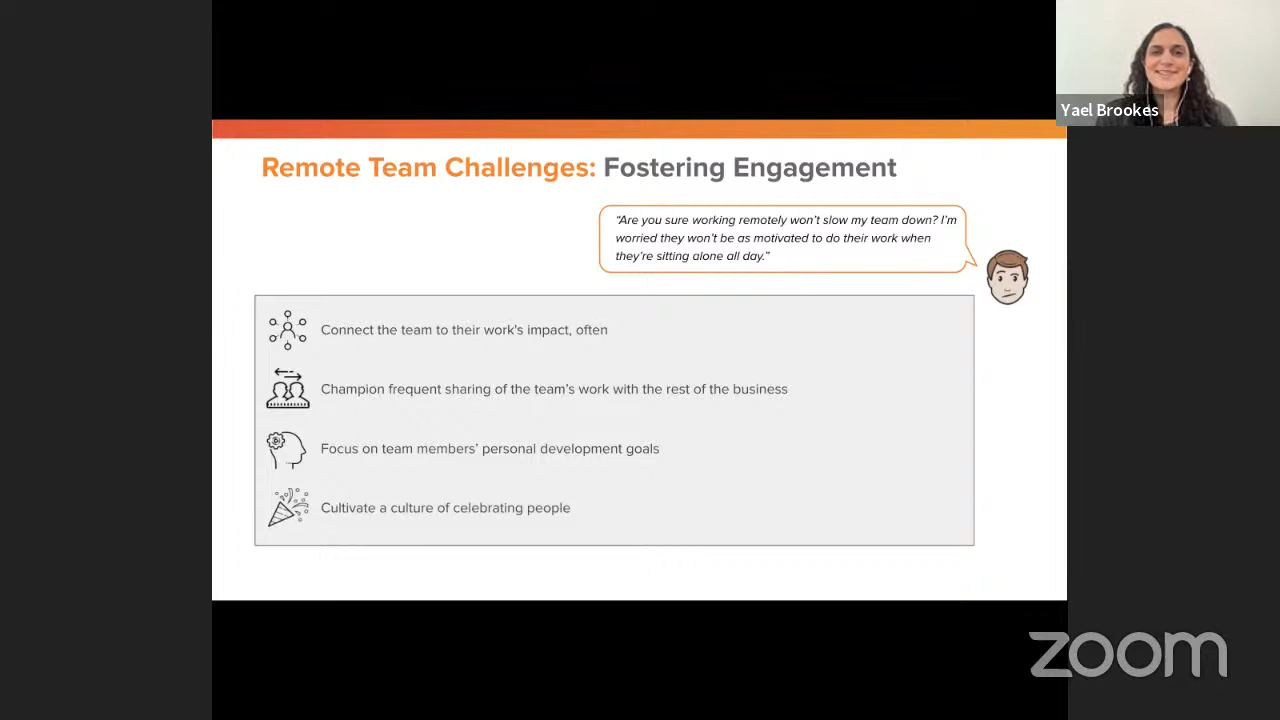 Yael Brookes
Remote Team Challenges: Fostering Engagement
“Are you sure working remotely won’t slow my team down? I’m
worried they won’t be as motivated to do their work when
they’re sitting alone all day.”
Connect the team to their work's impact, often
Champion frequent sharing of the team’s work with the rest of the business
Focus on team members’ personal development goals
Cultivate a culture of celebrating people
zoom